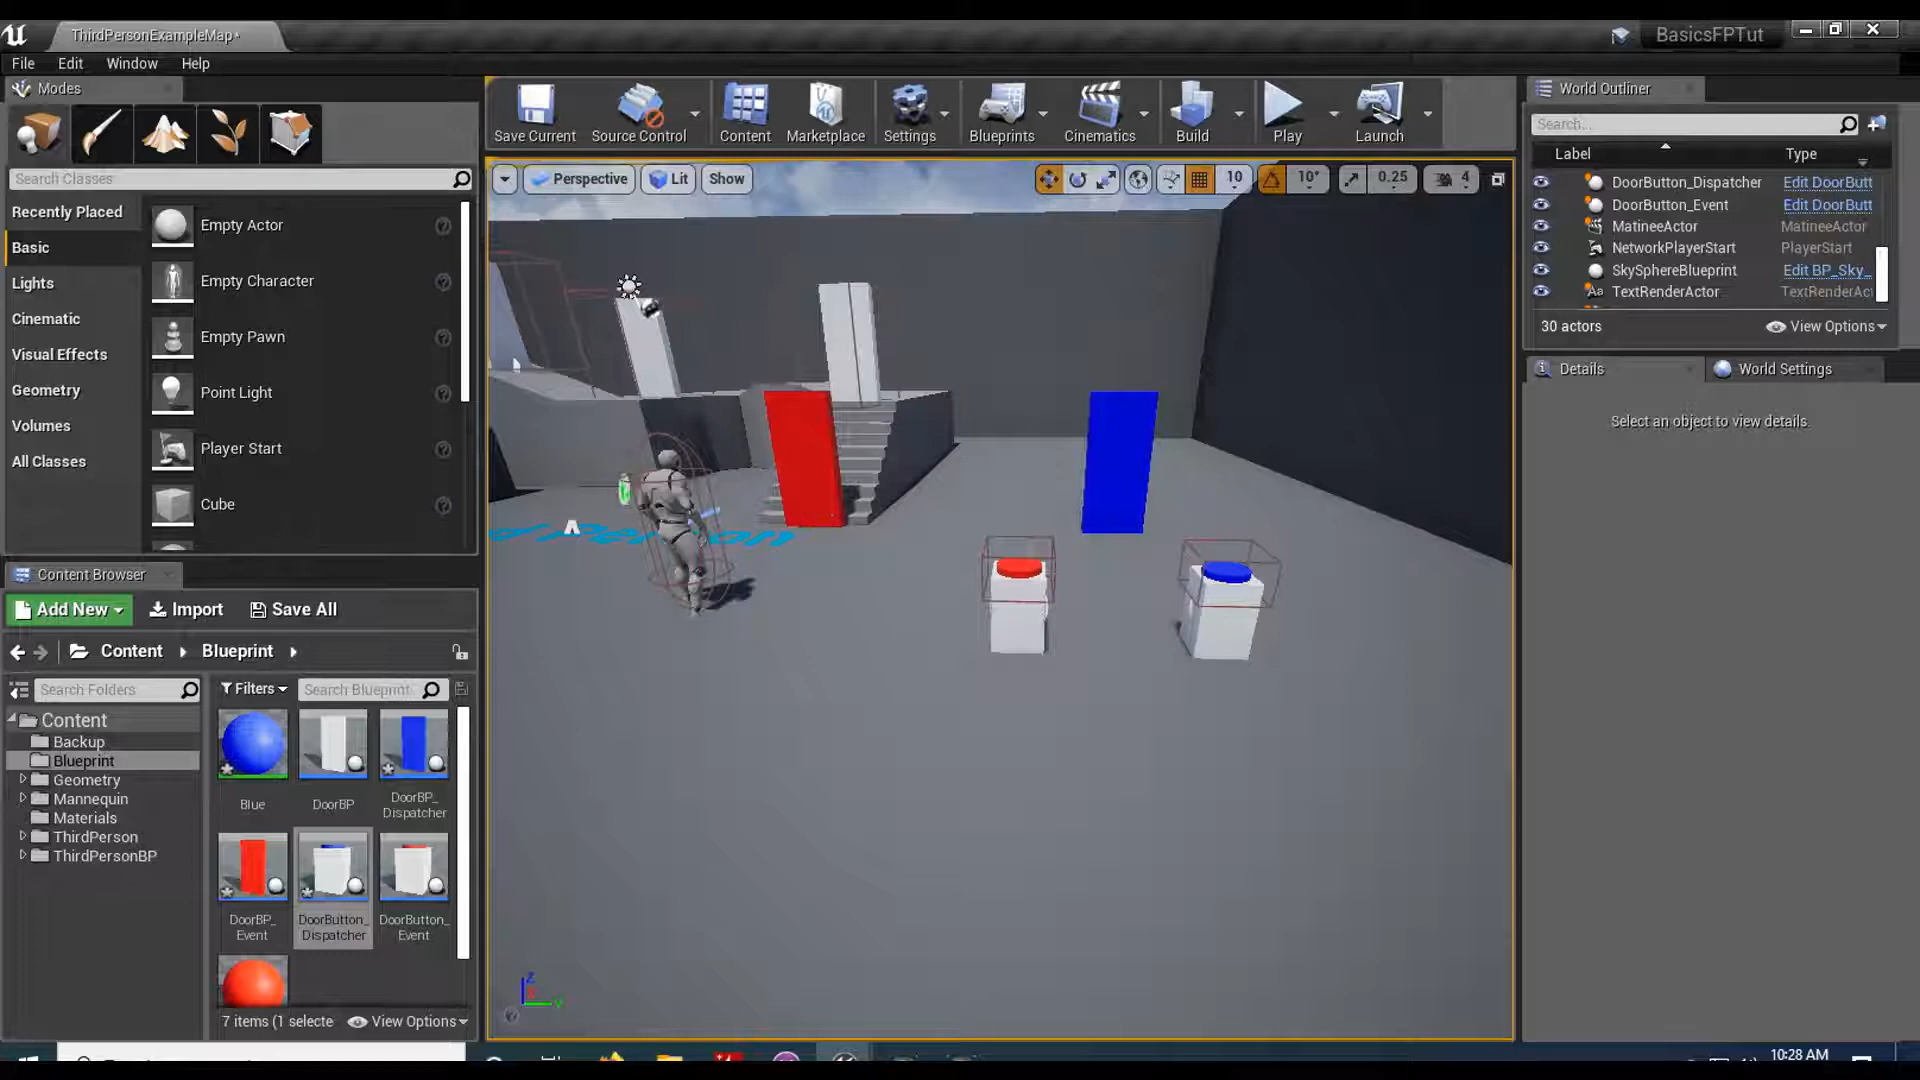 ThirdPersonExampleMap*
BasicsFPTut
File Edit Window Help
Modes
Search Classes
Recently Placed
Basic
Lights
Cinematic
Visual Effects
Geometry
Volumes
All Classes
Empty Actor
Empty Character
Empty Pawn
Point Light
Player Start
Cube
Save Current
Source Control
Content
Marketplace
Settings
Blueprints
Cinematics
Build
Play
Launch
Perspective
Lit
Show
10
10°
0.25
4
World Outliner
Search...
Label Type
DoorButton_Dispatcher Edit DoorButt
DoorButton_Event Edit DoorButt
MatineeActor MatineeActor
NetworkPlayerStart PlayerStart
SkySphereBlueprint Edit BP_Sky_
TextRenderActor TextRenderAct
30 actors
View Options
Details
World Settings
Select an object to view details.
Content Browser
Add New
Import
Save All
Content
Blueprint
Search Folders
Filters
Search Blueprint
Content
Backup
Blueprint
Geometry
Mannequin
Materials
ThirdPerson
ThirdPersonBP
Blue
DoorBP
DoorBP_
Dispatcher
DoorBP_
Event
DoorButton_
Dispatcher
DoorButton_
Event
7 items (1 selecte
View Options
Z
10:28 AM